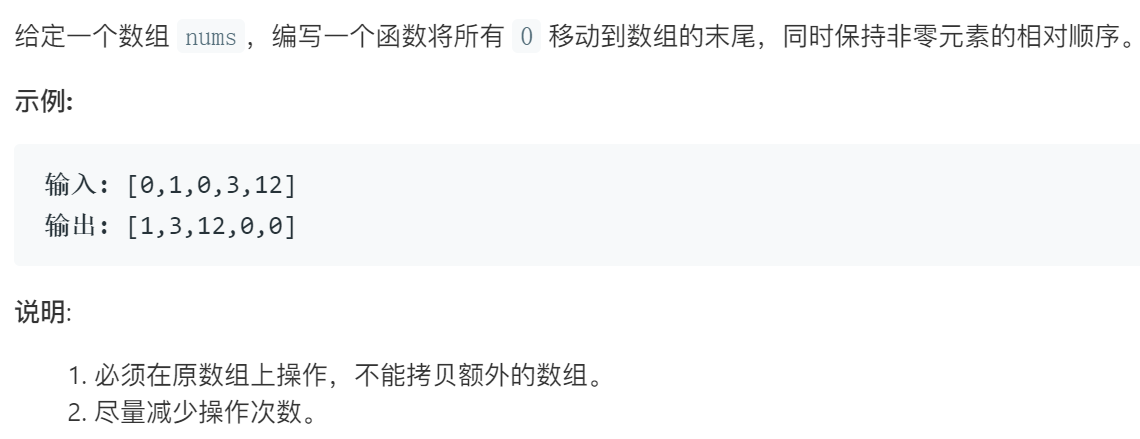 给定一个数组 nums，编写一个函数将所有 0 移动到数组的末尾，同时保持非零元素的相对顺序。
示例:
输入: [0,1,0,3,12]
输出: [1,3,12,0,0]
说明:
1. 必须在原数组上操作，不能拷贝额外的数组。
2. 尽量减少操作次数。